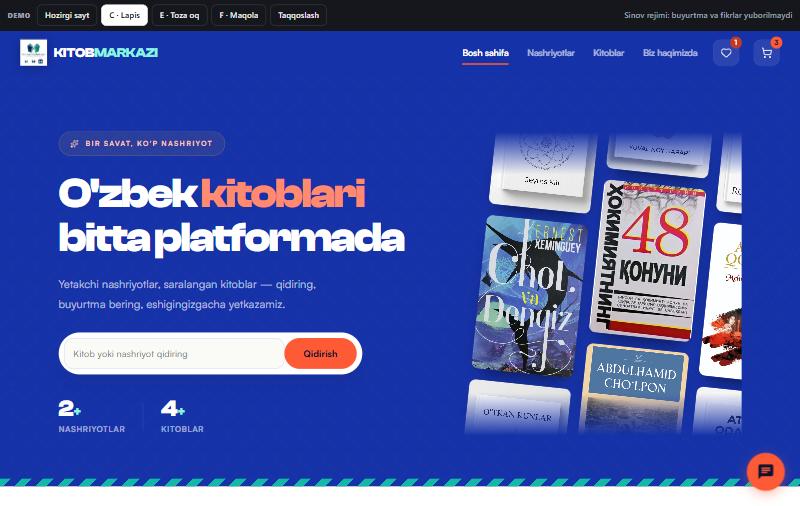 DEMO Hozirgi sayt C · Lapis E · Toza oq F · Maqola Taqqoslash Sinov rejimi: buyurtma va fikrlar yuborilmaydi
KITOBMARKAZI Bosh sahifa Nashriyotlar Kitoblar Biz haqimizda 1 3
BIR SAVAT, KO'P NASHRIYOT
O'zbek kitoblari
bitta platformada
Yetakchi nashriyotlar, saralangan kitoblar — qidiring,
buyurtma bering, eshigingizgacha yetkazamiz.
Kitob yoki nashriyot qidiring Qidirish
2+
NASHRIYOTLAR
4+
KITOBLAR
ERNEST
XEMINGUEY
Chol
va
Dengiz
48
ҚОНУНИ
ҲОКИМИЯТНИНГ
ABDULHAMID
CHO'LPON
O'TKAN KUNLAR